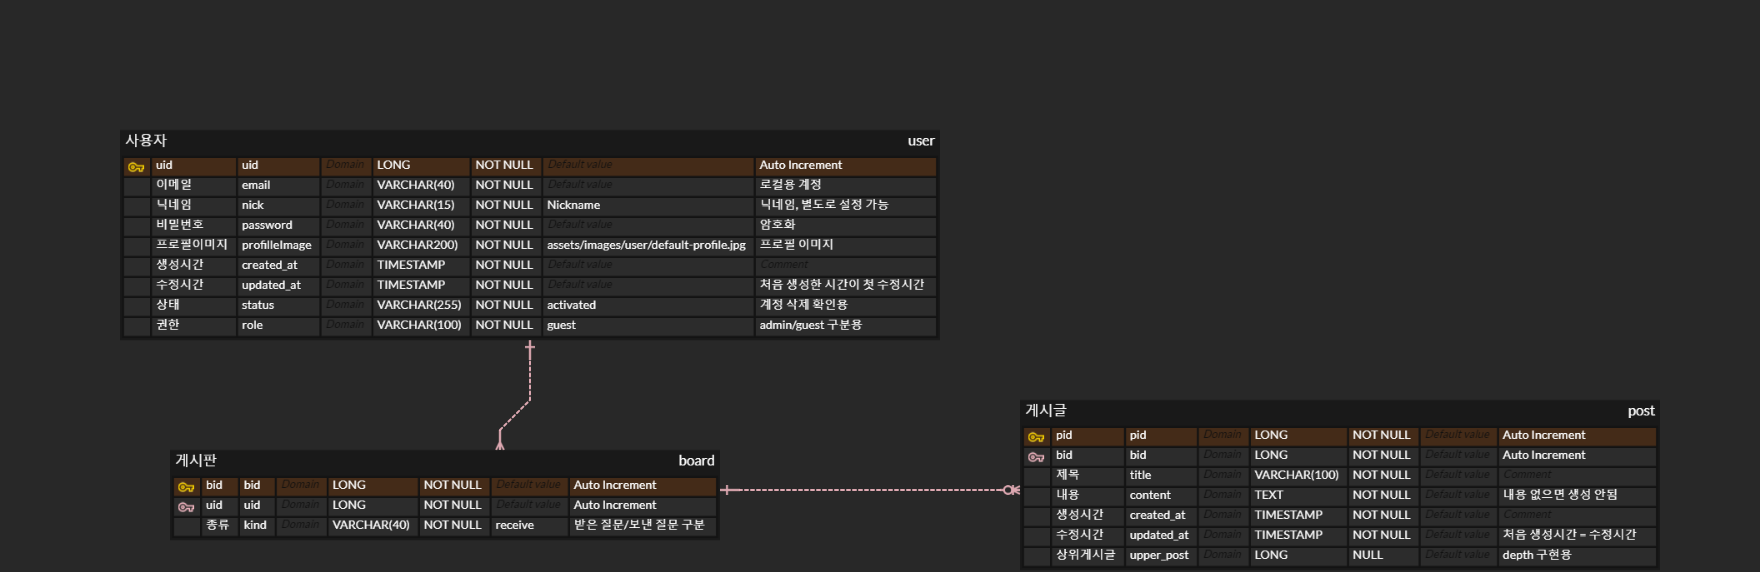 사용자 user
uid uid Domain LONG NOT NULL Default value Auto Increment
이메일 email Domain VARCHAR(40) NOT NULL Default value 로컬용 계정
닉네임 nick Domain VARCHAR(15) NOT NULL Nickname 닉네임, 별도로 설정 가능
비밀번호 password Domain VARCHAR(40) NOT NULL Default value 암호화
프로필이미지 profilleImage Domain VARCHAR200) NOT NULL assets/images/user/default-profile.jpg 프로필 이미지
생성시간 created_at Domain TIMESTAMP NOT NULL Default value Comment
수정시간 updated_at Domain TIMESTAMP NOT NULL Default value 처음 생성한 시간이 첫 수정시간
상태 status Domain VARCHAR(255) NOT NULL activated 계정 삭제 확인용
권한 role Domain VARCHAR(100) NOT NULL guest admin/guest 구분용
게시판 board
bid bid Domain LONG NOT NULL Default value Auto Increment
uid uid Domain LONG NOT NULL Default value Auto Increment
종류 kind Domain VARCHAR(40) NOT NULL receive 받은 질문/보낸 질문 구분
게시글 post
pid pid Domain LONG NOT NULL Default value Auto Increment
bid bid Domain LONG NOT NULL Default value Auto Increment
제목 title Domain VARCHAR(100) NOT NULL Default value Comment
내용 content Domain TEXT NOT NULL Default value 내용 없으면 생성 안됨
생성시간 created_at Domain TIMESTAMP NOT NULL Default value Comment
수정시간 updated_at Domain TIMESTAMP NOT NULL Default value 처음 생성시간 = 수정시간
상위게시글 upper_post Domain LONG NULL Default value depth 구현용